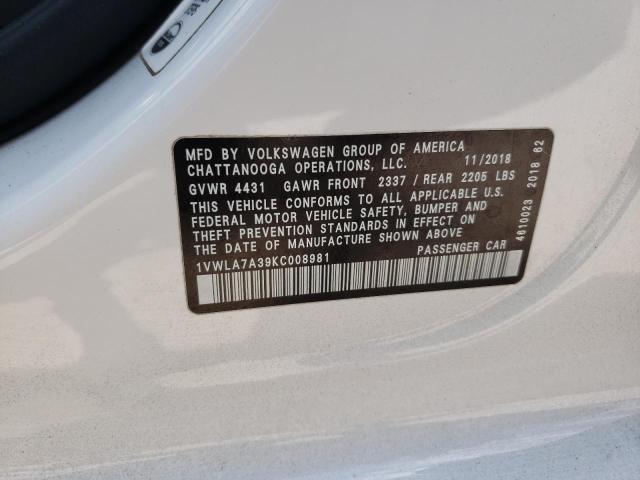 MFD BY VOLKSWAGEN GROUP OF AMERICA
CHATTANOOGA OPERATIONS, LLC. 11/2018
GVWR 4431 GAWR FRONT 2337 / REAR 2205 LBS
THIS VEHICLE CONFORMS TO ALL APPLICABLE U.S.
FEDERAL MOTOR VEHICLE SAFETY, BUMPER AND
THEFT PREVENTION STANDARDS IN EFFECT ON
THE DATE OF MANUFACTURE SHOWN ABOVE
1VWLA7A39KC008981 PASSENGER CAR
4610023 2018 62